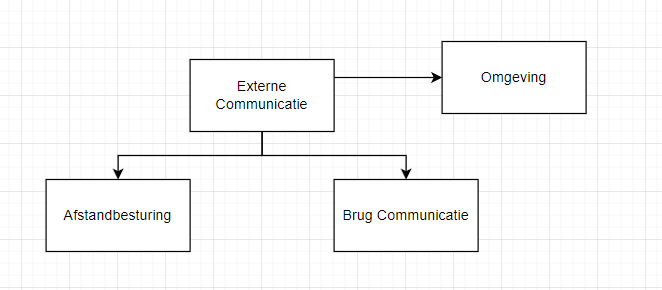 Externe
Communicatie
Omgeving
Afstandbesturing
Brug Communicatie